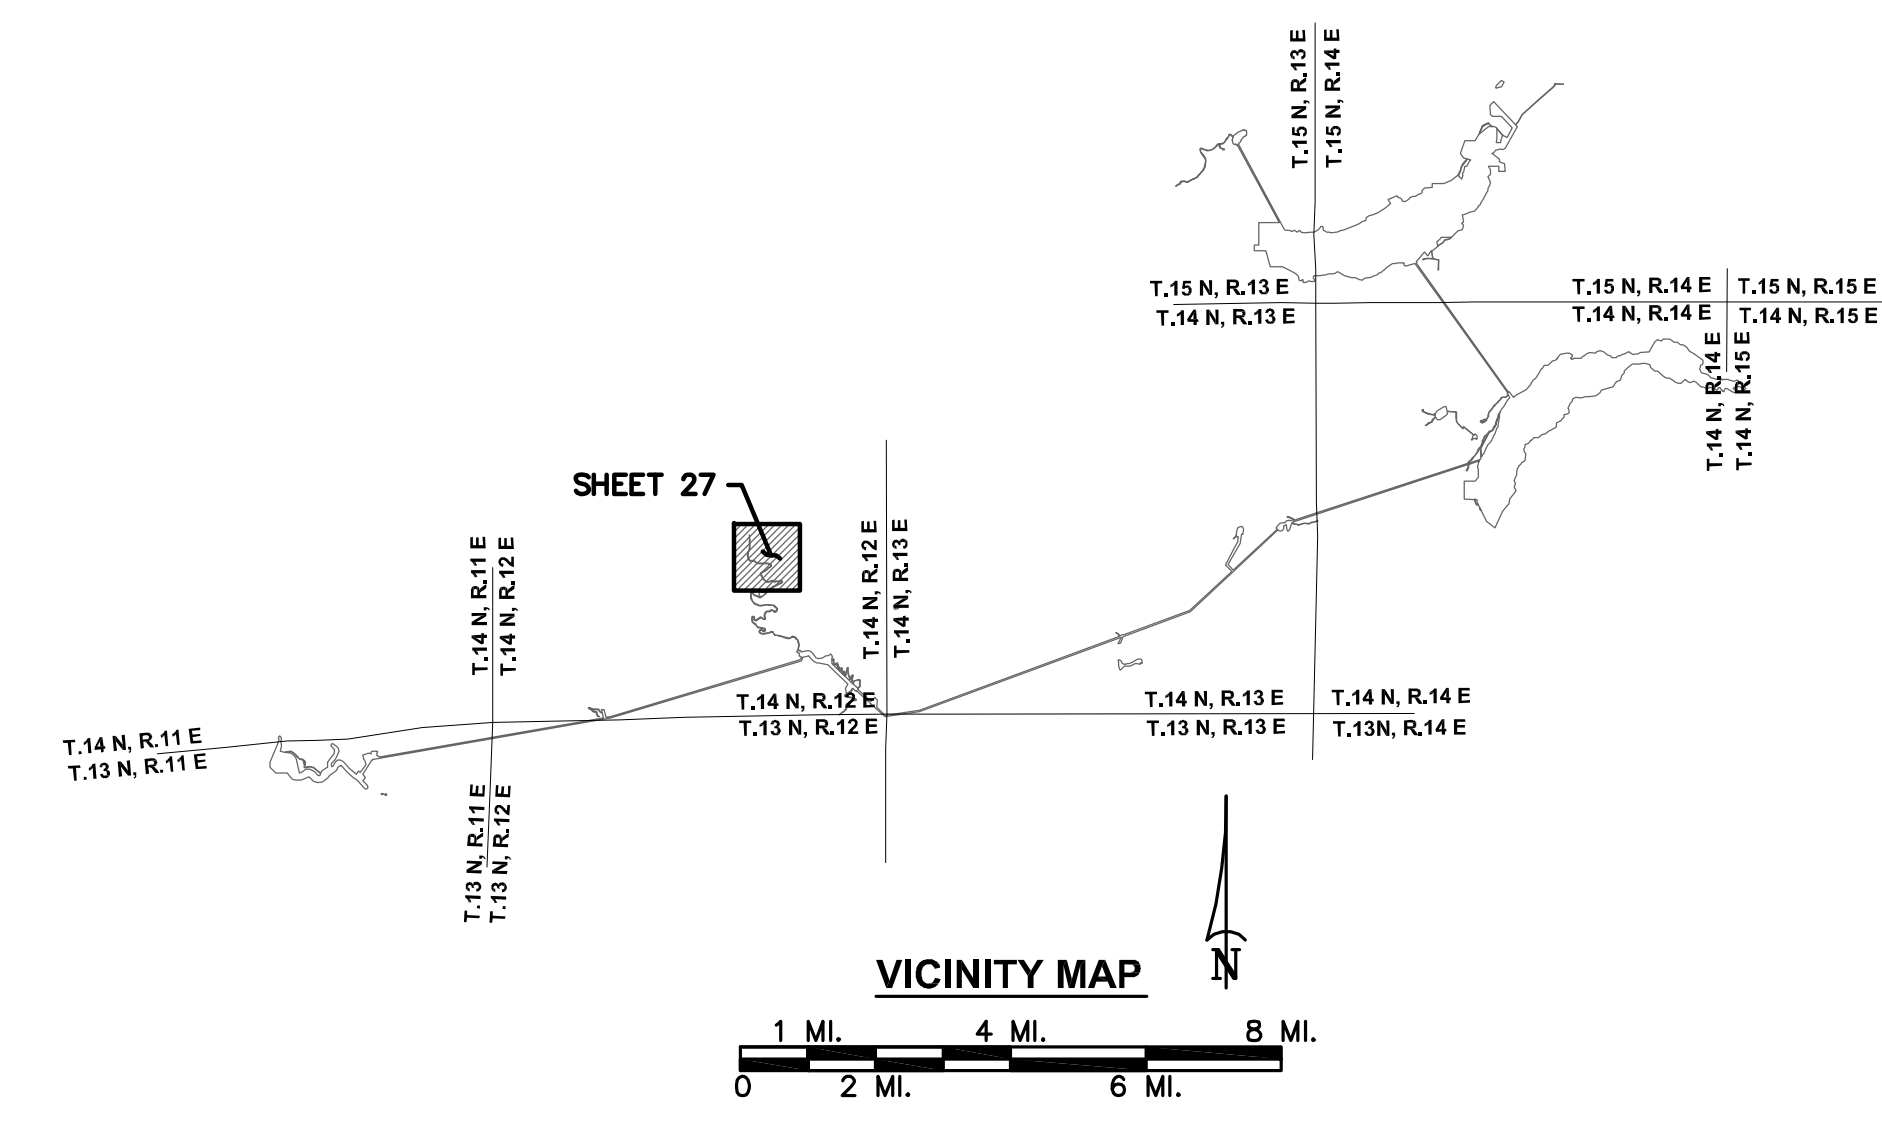 T.15 N, R.13 E
T.15 N, R.14 E
T.15 N, R.13 E
T.14 N, R.13 E
T.15 N, R.14 E
T.14 N, R.14 E
T.15 N, R.15 E
T.14 N, R.15 E
T.14 N, R.14 E
T.14 N, R.15 E
SHEET 27
T.14 N, R.11 E
T.14 N, R.12 E
T.14 N, R.12 E
T.14 N, R.13 E
T.14 N, R.12 E
T.13 N, R.12 E
T.14 N, R.13 E
T.13 N, R.13 E
T.14 N, R.14 E
T.13N, R.14 E
T.14 N, R.11 E
T.13 N, R.11 E
T.13 N, R.11 E
T.13 N, R.12 E
N
VICINITY MAP
1 MI. 4 MI. 8 MI.
0 2 MI. 6 MI.